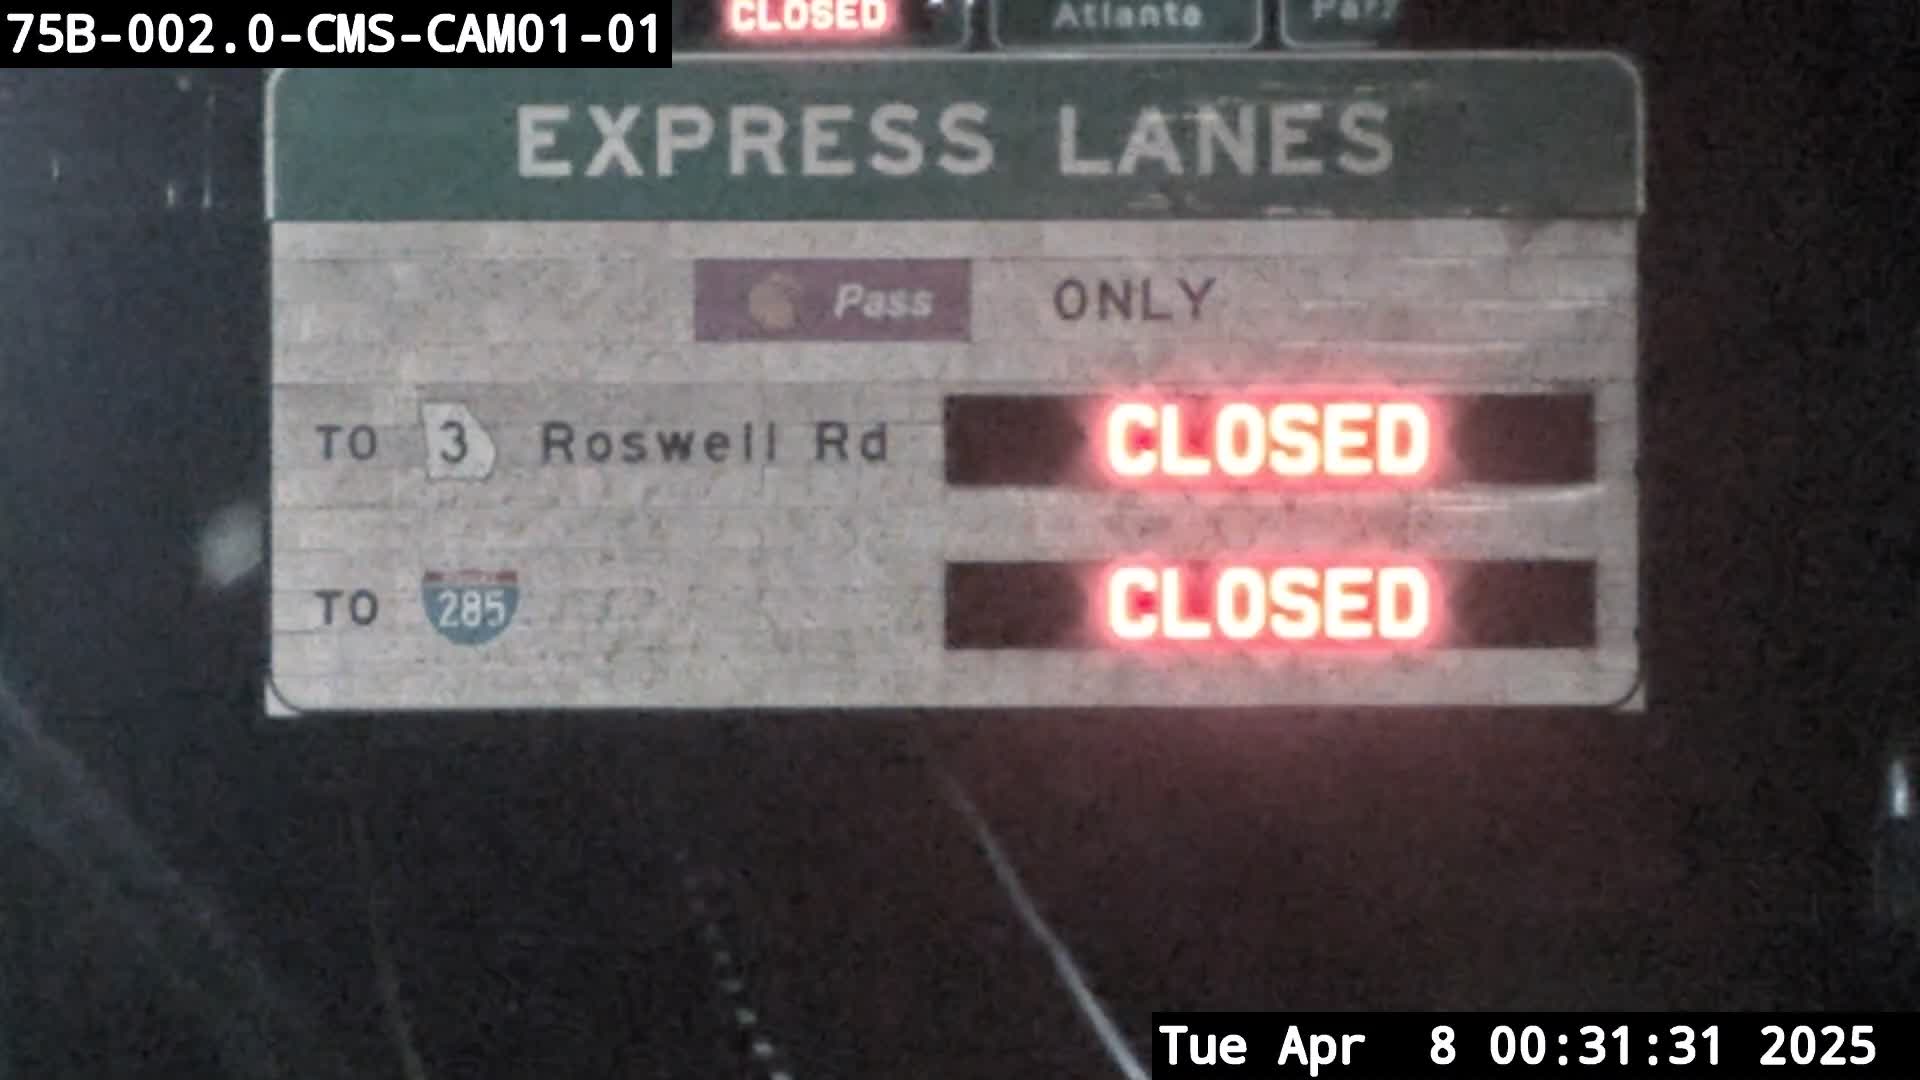 75B-002.0-CMS-CAM01-01
CLOSED
Atlanta
EXPRESS LANES
Pass ONLY
TO 3 Roswell Rd CLOSED
TO 285 CLOSED
Tue Apr 8 00:31:31 2025